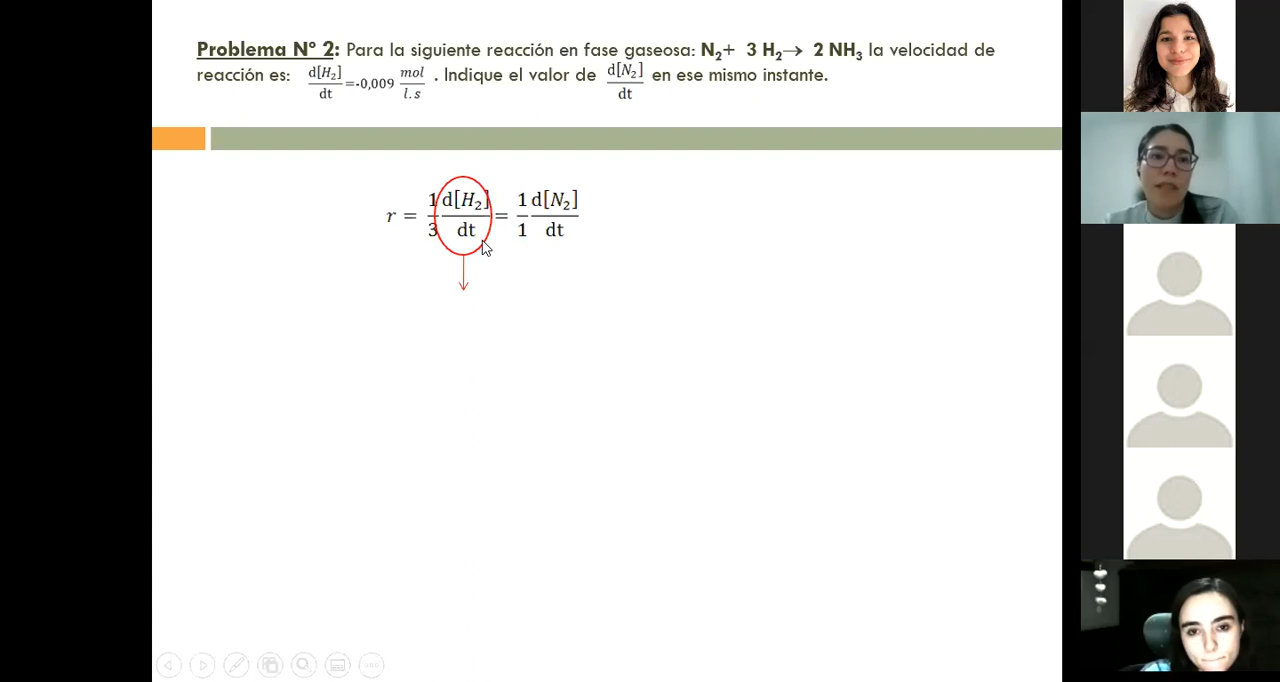 Problema N° 2: Para la siguiente reacción en fase gaseosa: N₂+ 3 H₂→ 2 NH₃ la velocidad de
reacción es: d[H₂]/dt =-0,009 mol/l.s . Indique el valor de d[N₂]/dt en ese mismo instante.
r = 1/3 d[H₂]/dt = 1/1 d[N₂]/dt